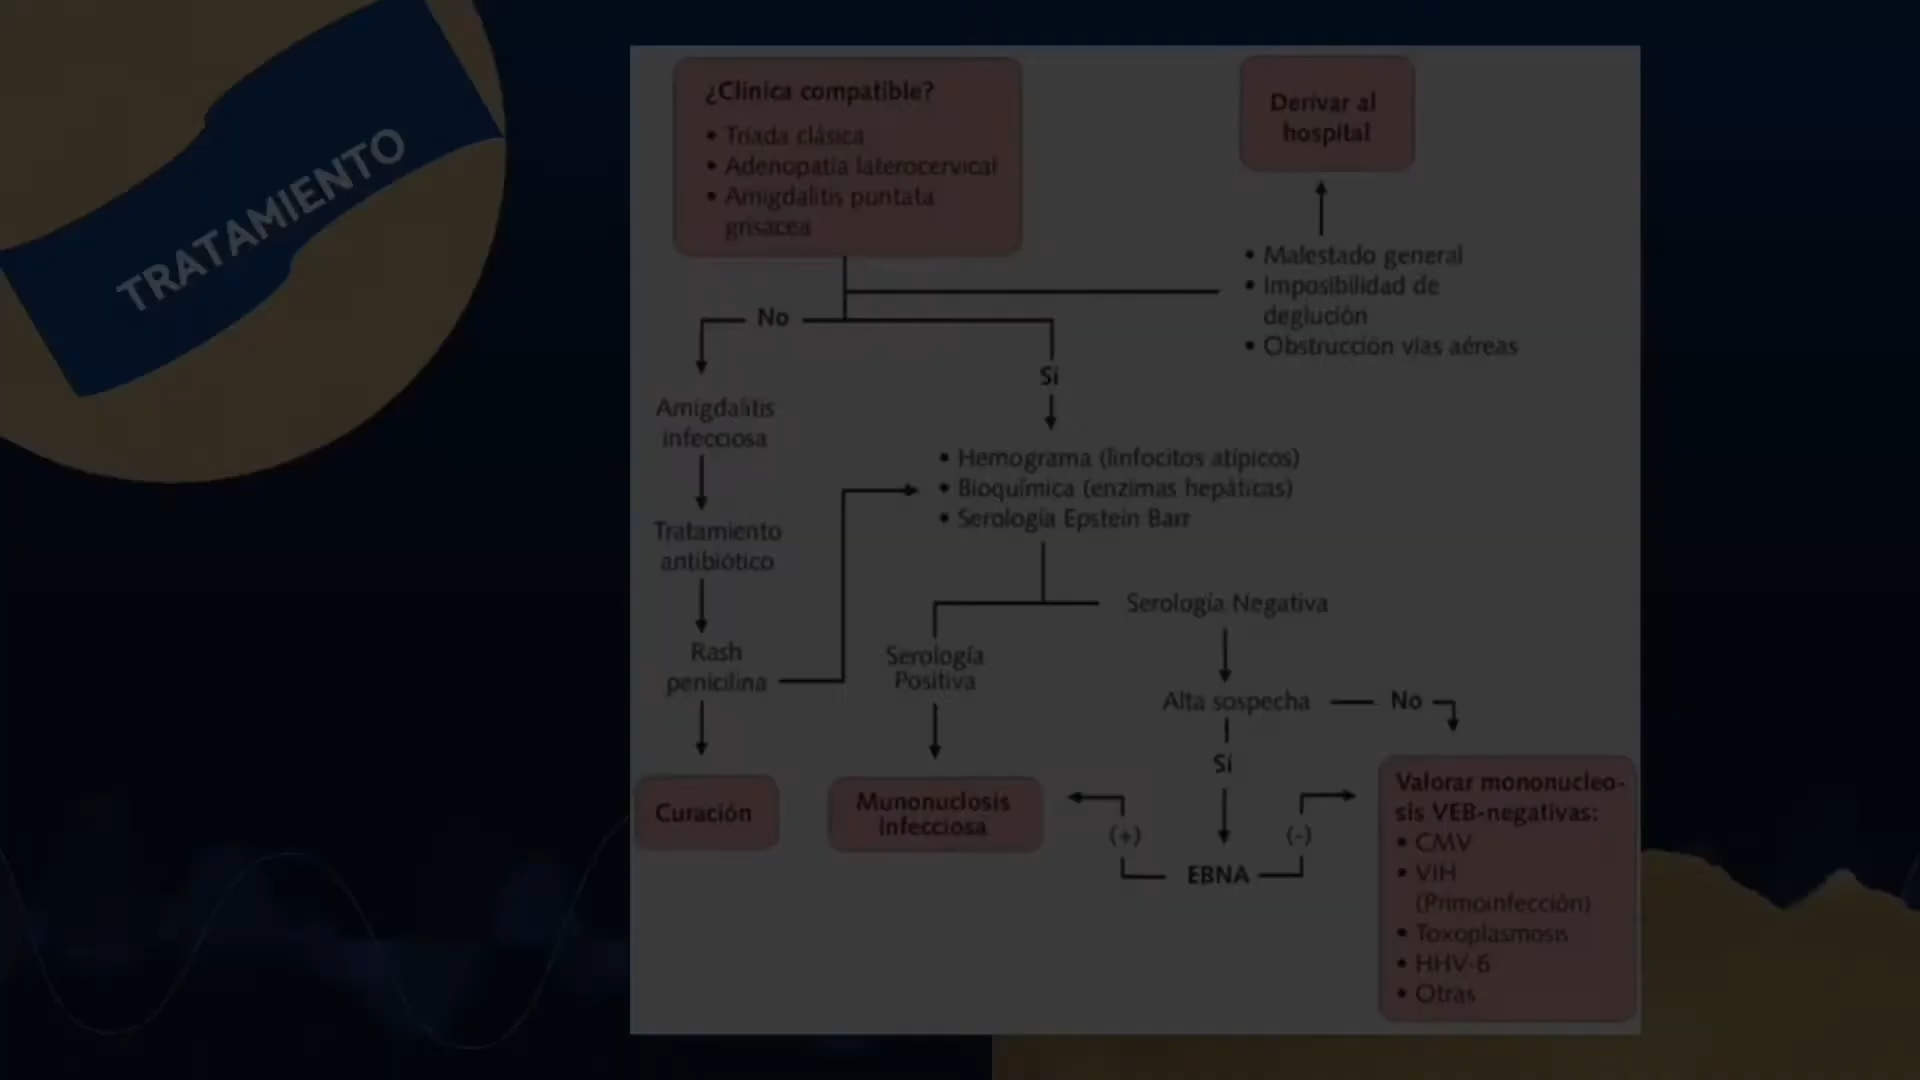 TRATAMIENTO
¿Clínica compatible?
• Triada clásica
• Adenopatía laterocervical
• Amigdalitis puntata
grisácea
Derivar al
hospital
• Malestado general
• Imposibilidad de
deglución
• Obstrucción vías aéreas
No
Sí
Amigdalitis
infecciosa
• Hemograma (linfocitos atípicos)
• Bioquímica (enzimas hepáticas)
• Serología Epstein Barr
Tratamiento
antibiótico
Rash
penicilina
Serología
Positiva
Serología Negativa
Alta sospecha
No
Sí
Curación
Munonuclosis
infecciosa
(+)
(-)
EBNA
Valorar mononucleo-
sis VEB-negativas:
• CMV
• VIH
(Primoinfección)
• Toxoplasmosis
• HHV-6
• Otras